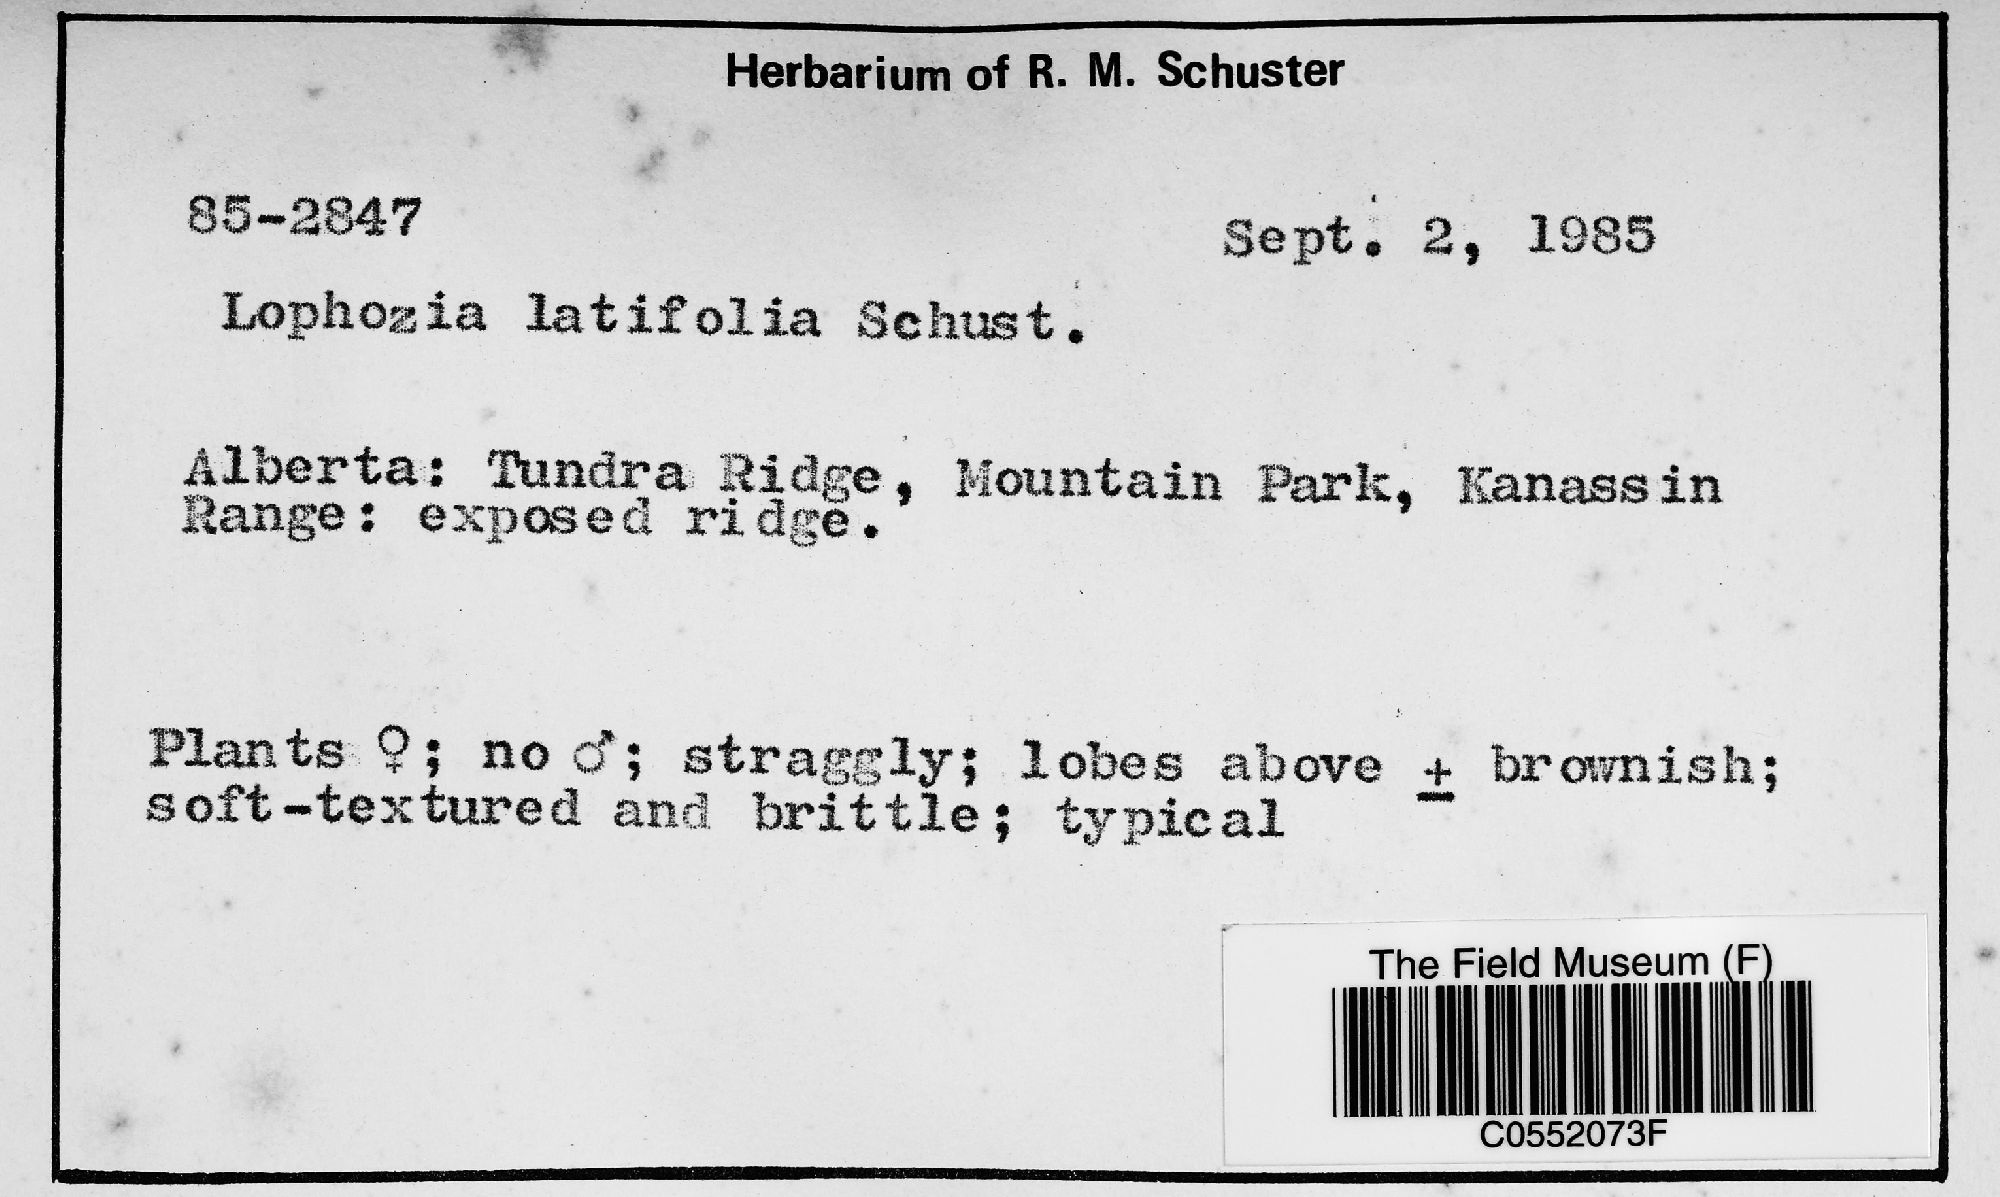 Herbarium of R. M. Schuster
85-2847
Sept. 2, 1985
Lophozia latifolia Schust.
Alberta: Tundra Ridge, Mountain Park, Kanassin
Range: exposed ridge.
Plants ♀; no ♂; straggly; lobes above ± brownish;
soft-textured and brittle; typical
The Field Museum (F)
C0552073F